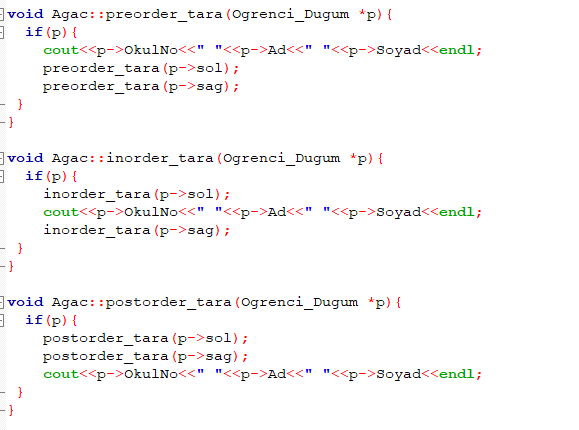 void Agac::preorder_tara(Ogrenci_Dugum *p){
if(p){
cout<<p->OkulNo<<" "<<p->Ad<<" "<<p->Soyad<<endl;
preorder_tara(p->sol);
preorder_tara(p->sag);
}
}
void Agac::inorder_tara(Ogrenci_Dugum *p){
if(p){
inorder_tara(p->sol);
cout<<p->OkulNo<<" "<<p->Ad<<" "<<p->Soyad<<endl;
inorder_tara(p->sag);
}
}
void Agac::postorder_tara(Ogrenci_Dugum *p){
if(p){
postorder_tara(p->sol);
postorder_tara(p->sag);
cout<<p->OkulNo<<" "<<p->Ad<<" "<<p->Soyad<<endl;
}
}